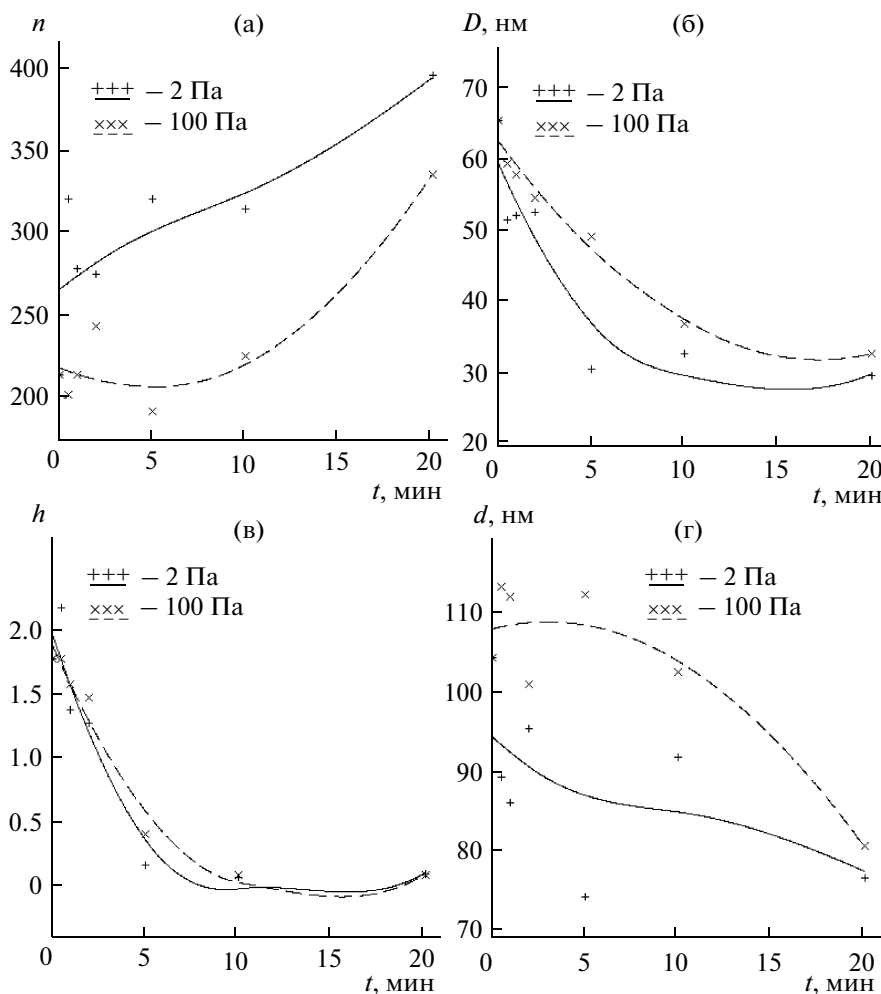 n
(а)
400
350
300
250
200
+++ – 2 Па
××× – 100 Па
0
5
10
15
20
t, мин
D, нм
(б)
70
60
50
40
30
20
+++ – 2 Па
××× – 100 Па
0
5
10
15
20
t, мин
h
(в)
2.0
1.5
1.0
0.5
0
+++ – 2 Па
××× – 100 Па
0
5
10
15
20
t, мин
d, нм
(г)
110
100
90
80
70
+++ – 2 Па
××× – 100 Па
0
5
10
15
20
t, мин